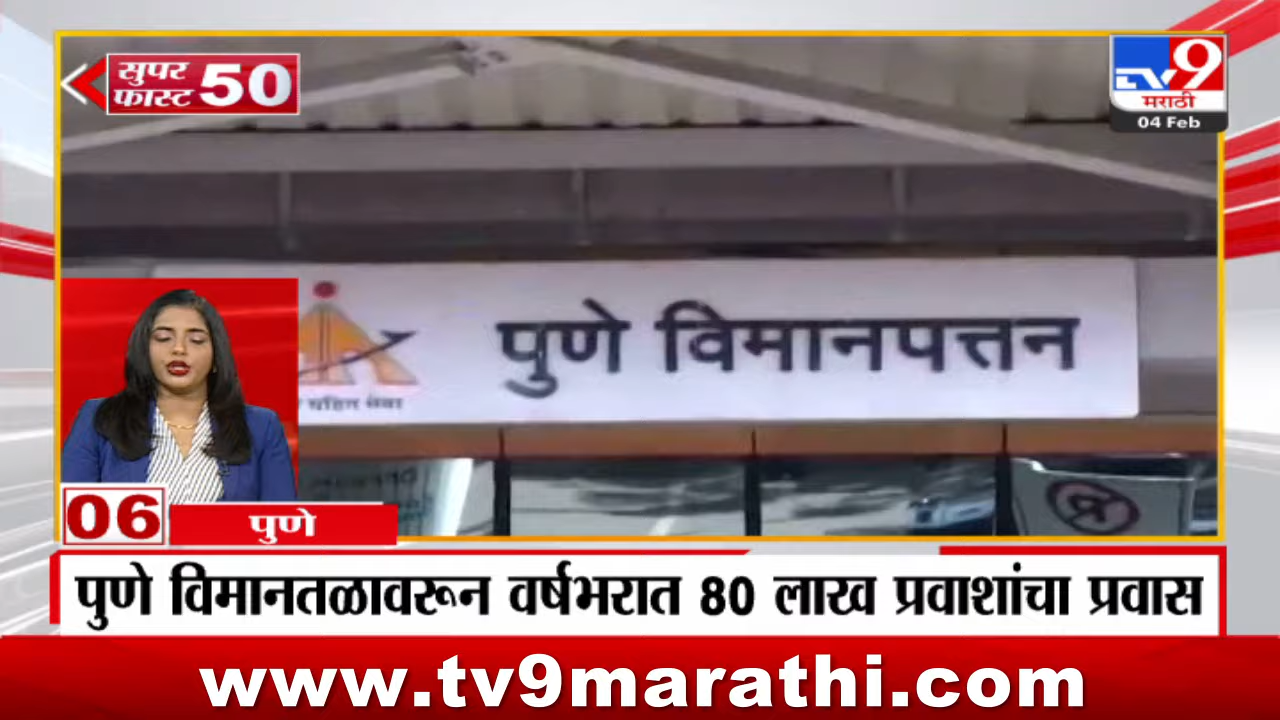 सुपर
फास्ट 50
TV9
मराठी
04 Feb
पुणे विमानपत्तन
सेवा
06
पुणे
पुणे विमानतळावरून वर्षभरात 80 लाख प्रवाशांचा प्रवास
www.tv9marathi.com